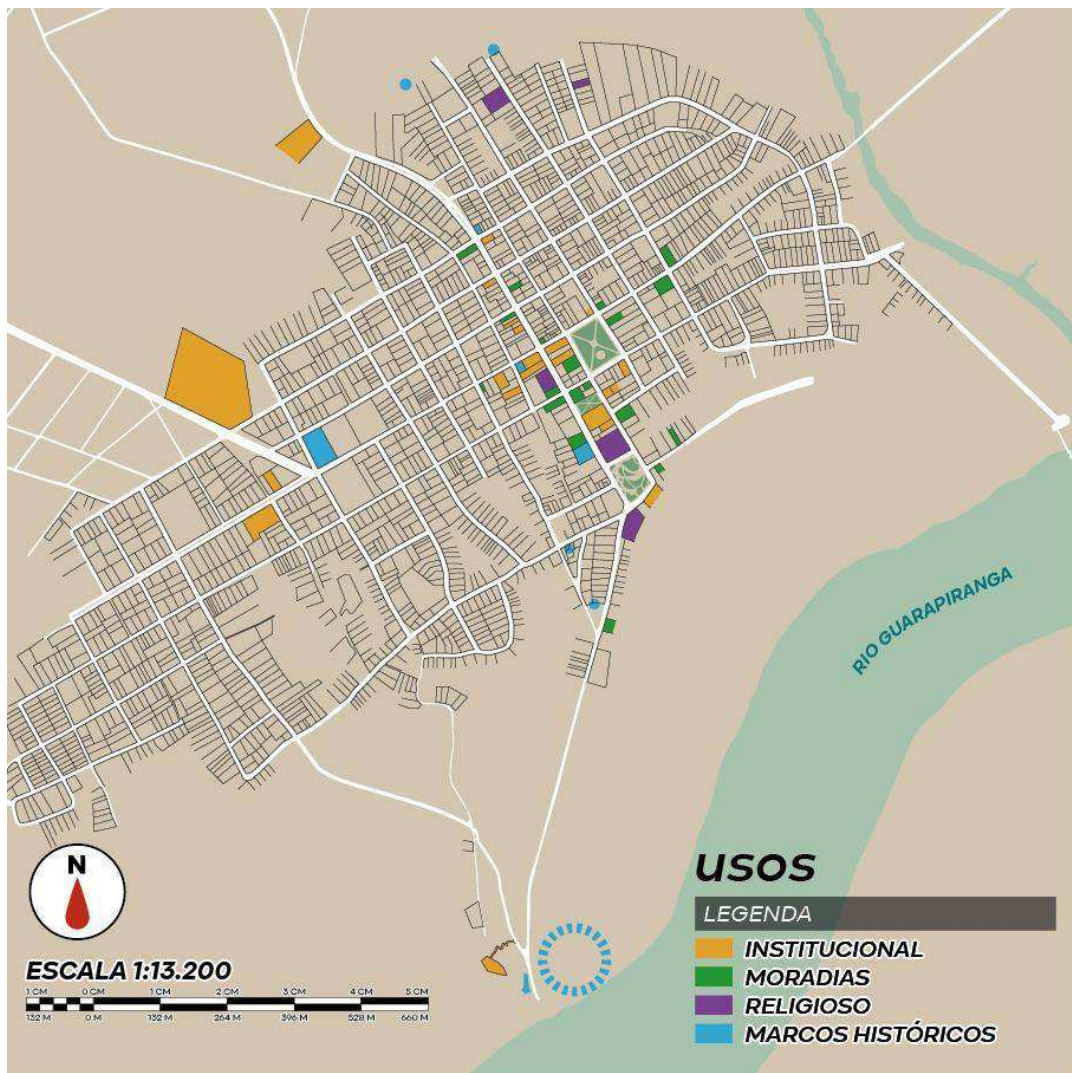 RIO GUARAPIRANGA
N
ESCALA 1:13.200
1 CM 0 CM 1 CM 2 CM 3 CM 4 CM 5 CM
132 M 0 M 132 M 264 M 396 M 528 M 660 M
USOS
LEGENDA
INSTITUCIONAL
MORADIAS
RELIGIOSO
MARCOS HISTÓRICOS